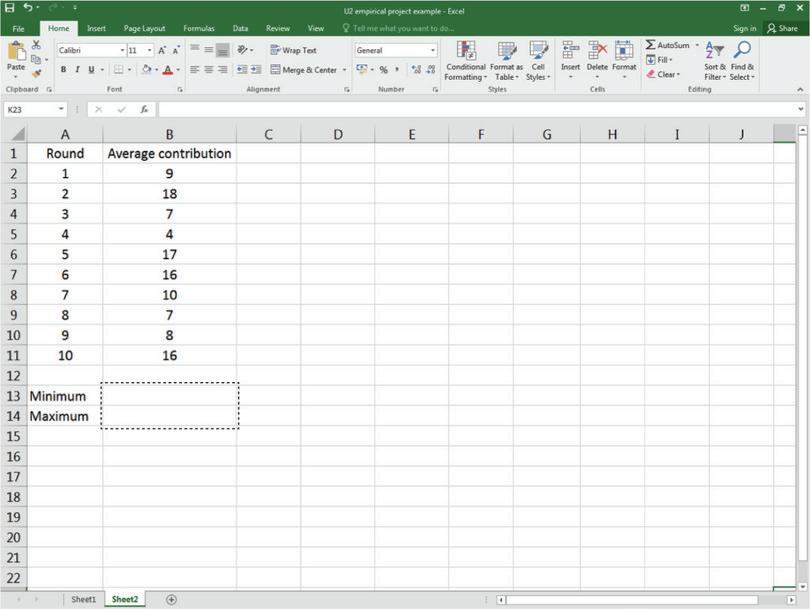 U2 empirical project example - Excel
File Home Insert Page Layout Formulas Data Review View Tell me what you want to do... Sign in Share
Paste Calibri 11 A A Wrap Text General Conditional Format as Cell Insert Delete Format AutoSum Sort & Find &
B I U A Merge & Center % , Formatting Table Styles Fill Filter Select
Clear
Clipboard Font Alignment Number Styles Cells Editing
K23 fx
A B C D E F G H I J
1 Round Average contribution
2 1 9
3 2 18
4 3 7
5 4 4
6 5 17
7 6 16
8 7 10
9 8 7
10 9 8
11 10 16
12
13 Minimum
14 Maximum
15
16
17
18
19
20
21
22
Sheet1 Sheet2